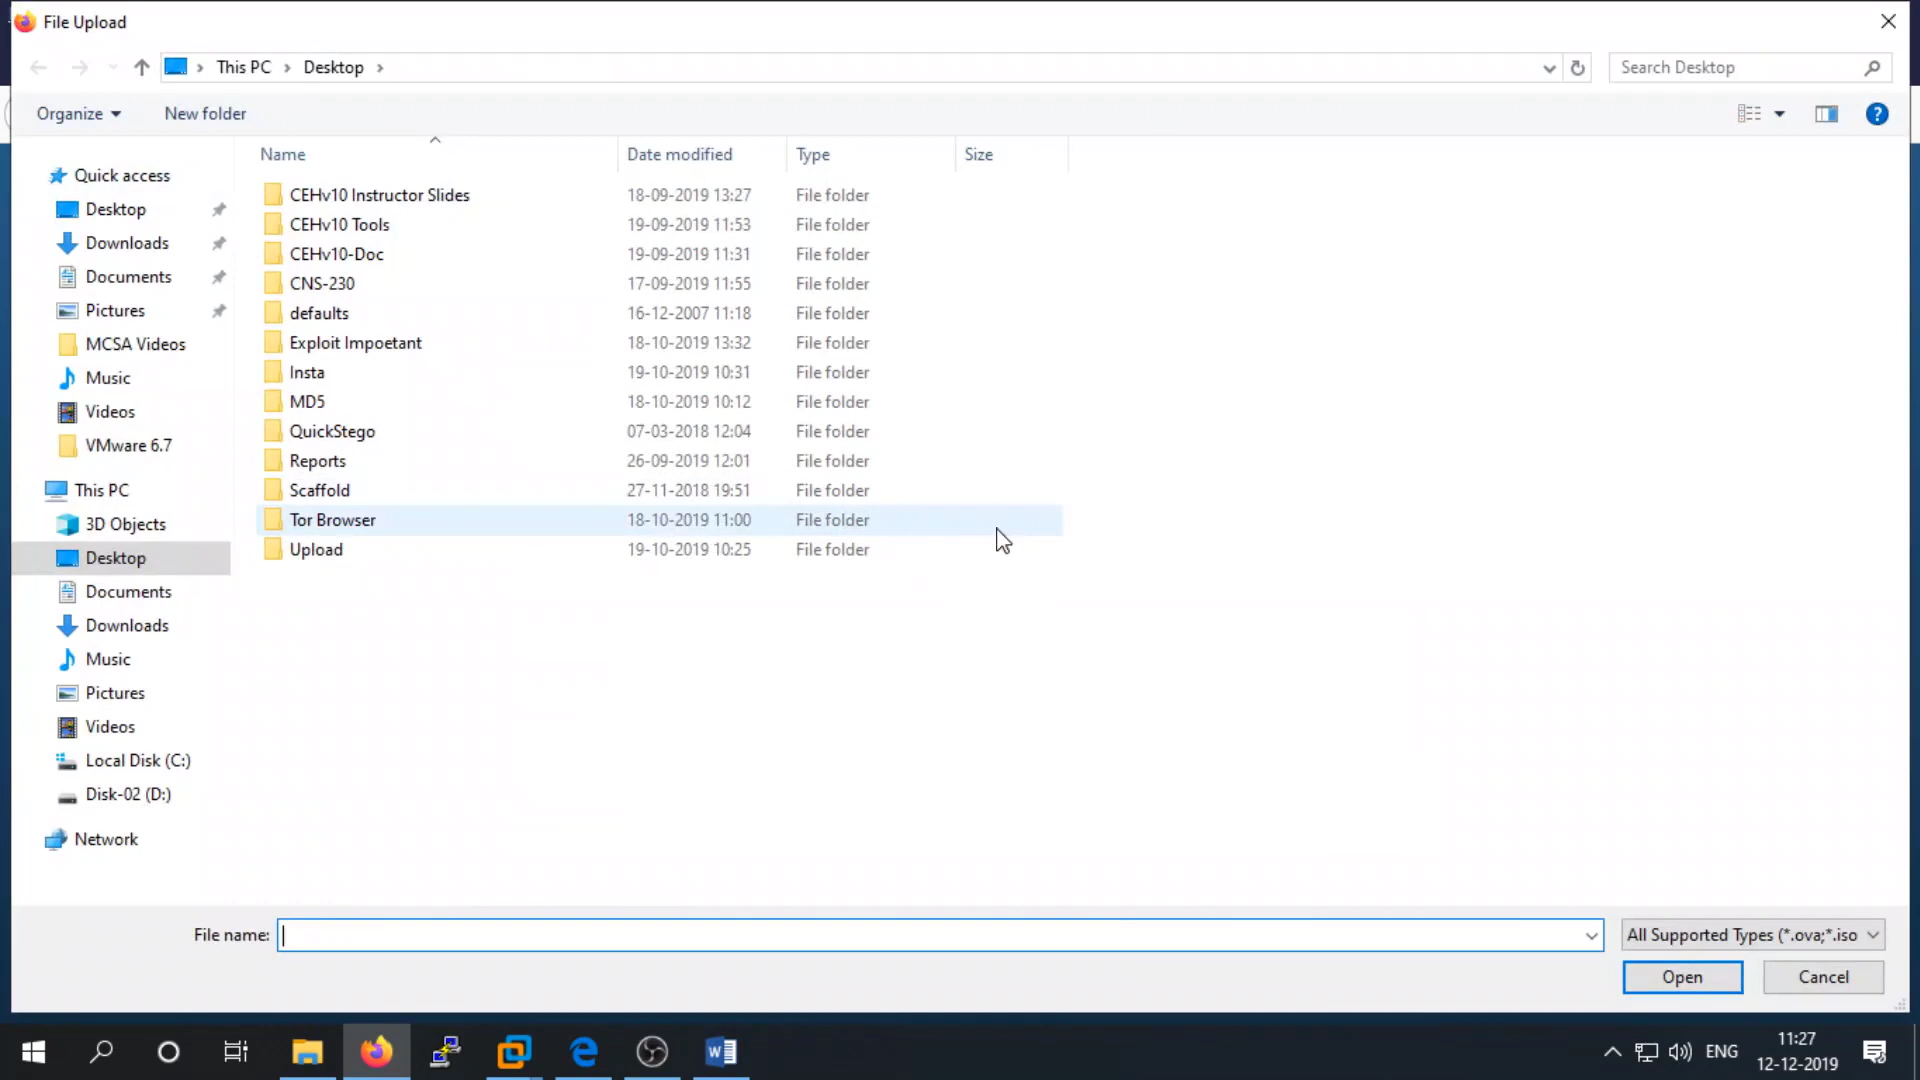 File Upload
This PC
Desktop
Search Desktop
Organize
New folder
Name
Date modified
Type
Size
Quick access
Desktop
Downloads
Documents
Pictures
MCSA Videos
Music
Videos
VMware 6.7
This PC
3D Objects
Desktop
Documents
Downloads
Music
Pictures
Videos
Local Disk (C:)
Disk-02 (D:)
Network
CEHv10 Instructor Slides 18-09-2019 13:27 File folder
CEHv10 Tools 19-09-2019 11:53 File folder
CEHv10-Doc 19-09-2019 11:31 File folder
CNS-230 17-09-2019 11:55 File folder
defaults 16-12-2007 11:18 File folder
Exploit Impoetant 18-10-2019 13:32 File folder
Insta 19-10-2019 10:31 File folder
MD5 18-10-2019 10:12 File folder
QuickStego 07-03-2018 12:04 File folder
Reports 26-09-2019 12:01 File folder
Scaffold 27-11-2018 19:51 File folder
Tor Browser 18-10-2019 11:00 File folder
Upload 19-10-2019 10:25 File folder
File name:
All Supported Types (*.ova;*.iso
Open
Cancel
ENG
11:27
12-12-2019